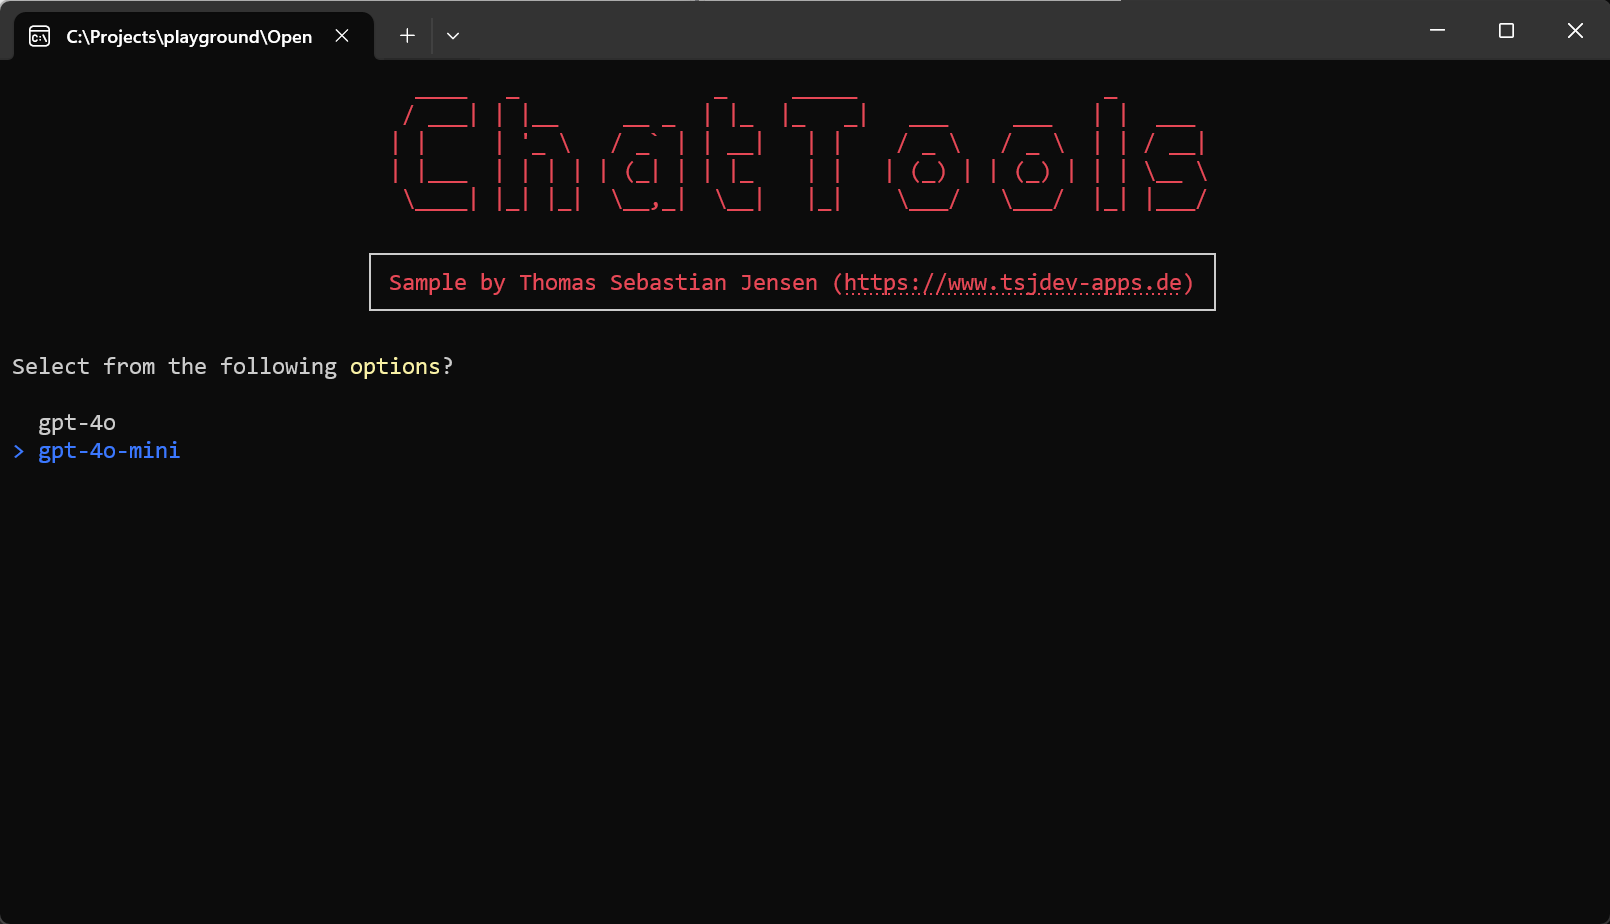 C:\Projects\playground\Open
ChatTools
Sample by Thomas Sebastian Jensen (https://www.tsjdev-apps.de)
Select from the following options?
gpt-4o
> gpt-4o-mini